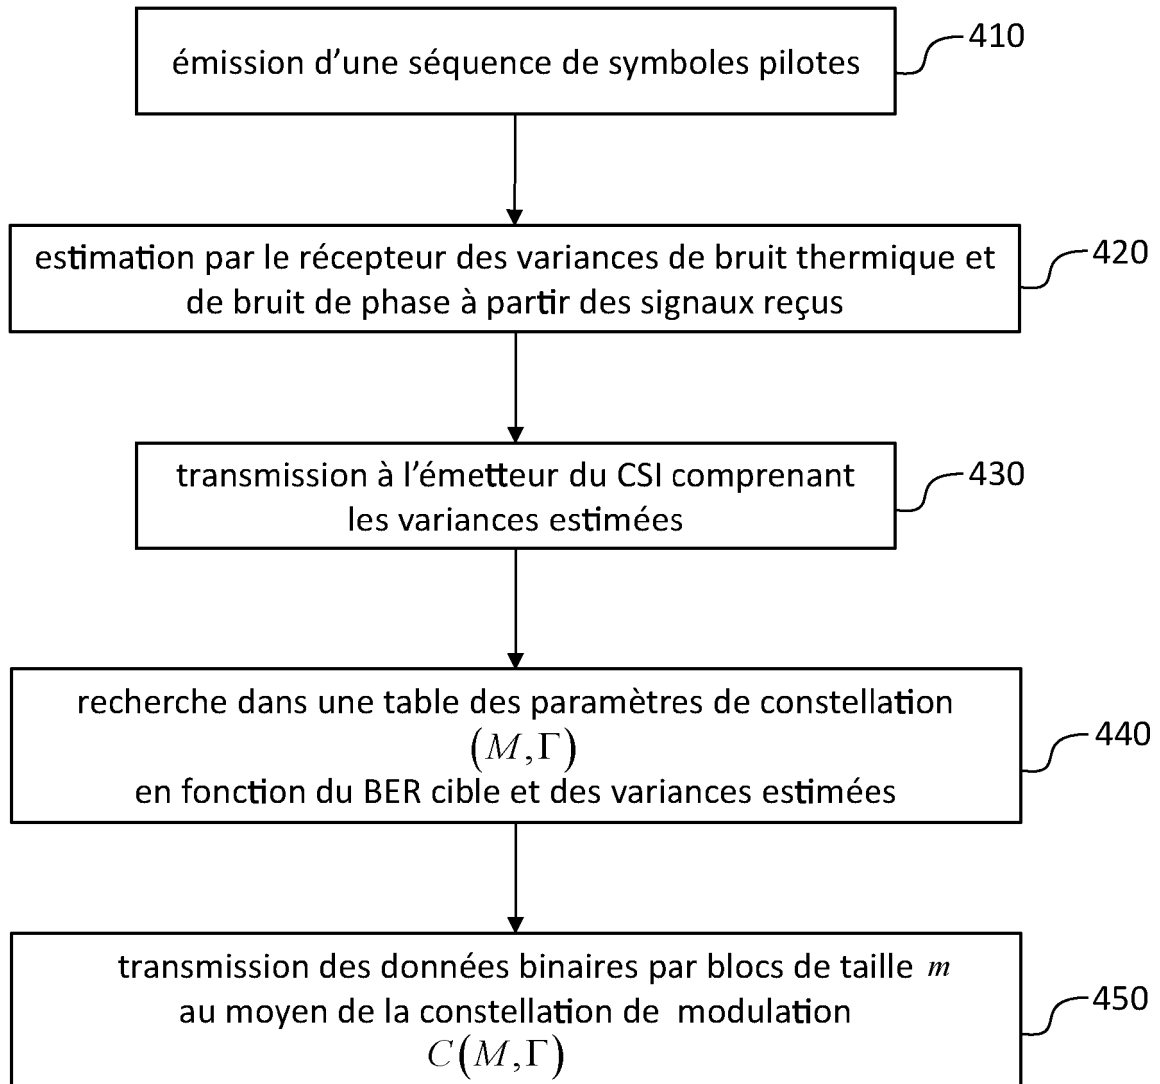 émission d’une séquence de symboles pilotes
410
estimation par le récepteur des variances de bruit thermique et
de bruit de phase à partir des signaux reçus
420
transmission à l’émetteur du CSI comprenant
les variances estimées
430
recherche dans une table des paramètres de constellation
(M,Γ)
en fonction du BER cible et des variances estimées
440
transmission des données binaires par blocs de taille m
au moyen de la constellation de modulation
C(M,Γ)
450